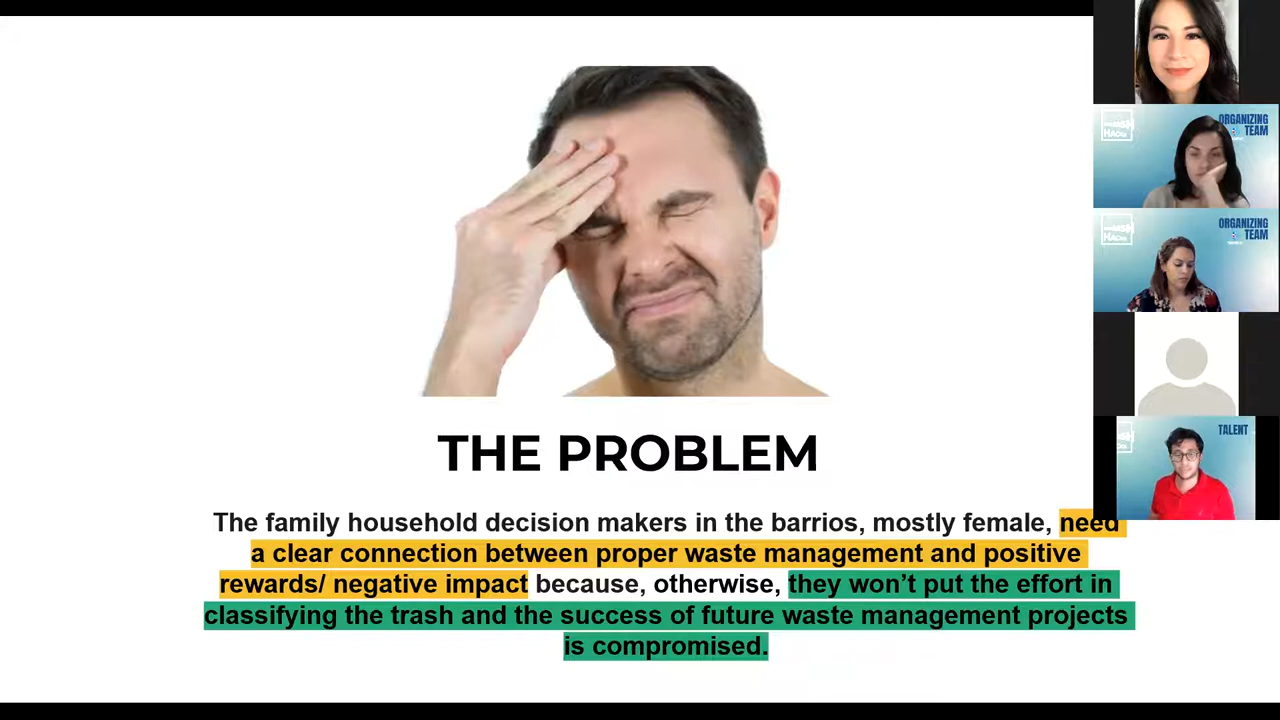 THE PROBLEM
The family household decision makers in the barrios, mostly female, need
a clear connection between proper waste management and positive
rewards/ negative impact because, otherwise, they won’t put the effort in
classifying the trash and the success of future waste management projects
is compromised.
ORGANIZING
TEAM
ORGANIZING
TEAM
TALENT